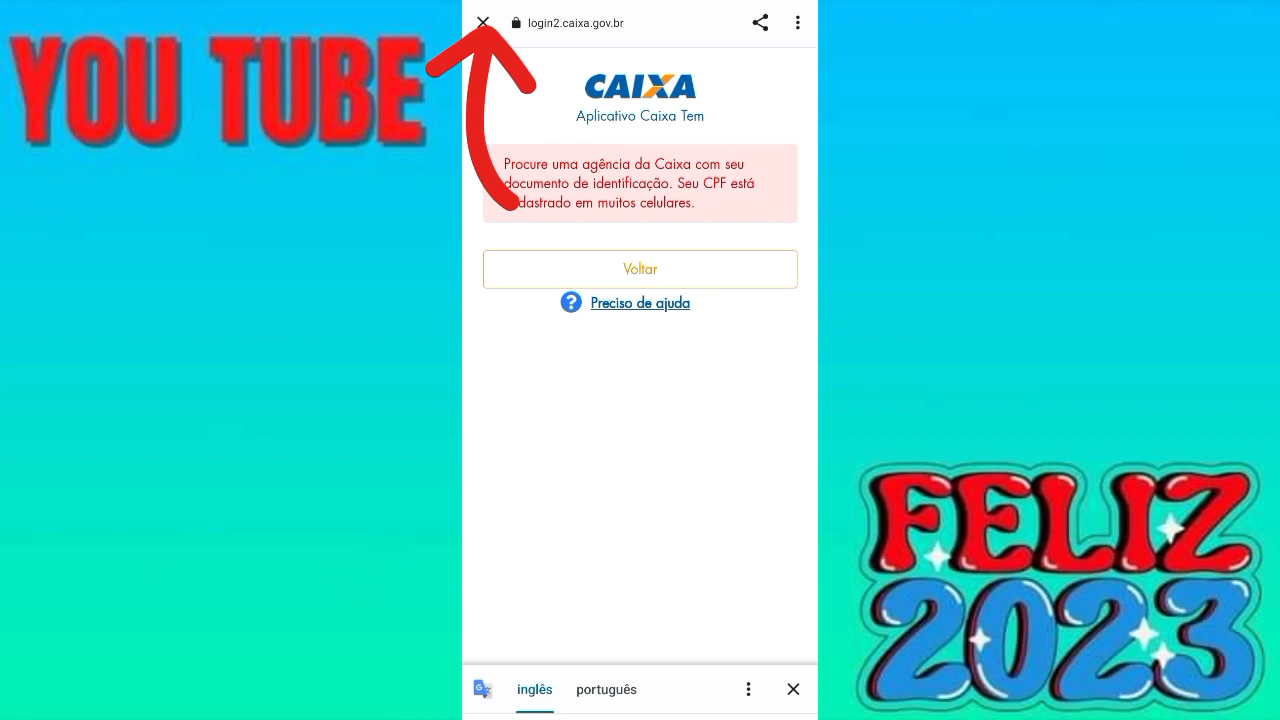 YOU TUBE
login2.caixa.gov.br
CAIXA
Aplicativo Caixa Tem
Procure uma agência da Caixa com seu
documento de identificação. Seu CPF está
cadastrado em muitos celulares.
Voltar
? Preciso de ajuda
inglês português
FELIZ
2023